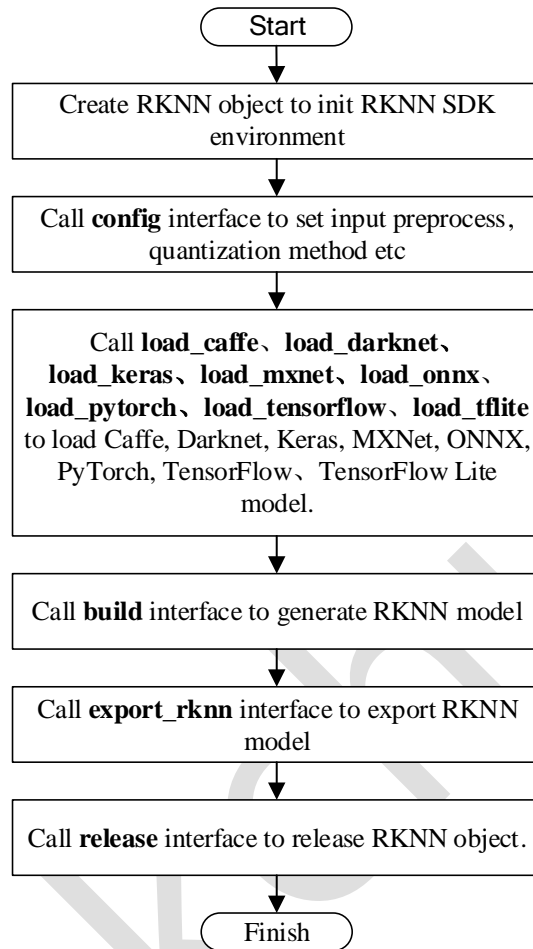 Start
Create RKNN object to init RKNN SDK
environment
Call config interface to set input preprocess,
quantization method etc
Call load_caffe、load_darknet、
load_keras、load_mxnet、load_onnx、
load_pytorch、load_tensorflow、load_tflite
to load Caffe, Darknet, Keras, MXNet, ONNX,
PyTorch, TensorFlow、TensorFlow Lite
model.
Call build interface to generate RKNN model
Call export_rknn interface to export RKNN
model
Call release interface to release RKNN object.
Finish